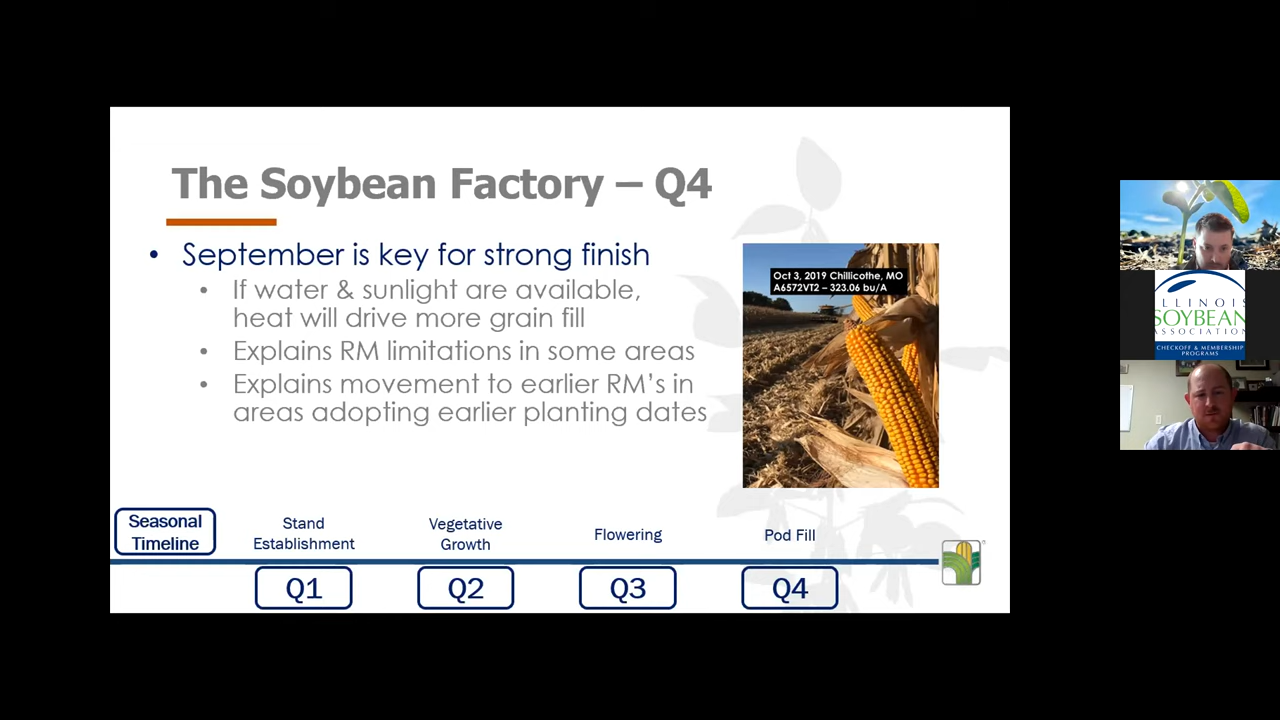 The Soybean Factory – Q4
• September is key for strong finish
• If water & sunlight are available,
heat will drive more grain fill
• Explains RM limitations in some areas
• Explains movement to earlier RM's in
areas adopting earlier planting dates
Oct 3, 2019 Chillicothe, MO
A6572VT2 – 323.06 bu/A
Seasonal
Timeline
Stand
Establishment
Vegetative
Growth
Flowering
Pod Fill
Q1
Q2
Q3
Q4
ILLINOIS
SOYBEAN
ASSOCIATION
CHECKOFF & MEMBERSHIP
PROGRAMS